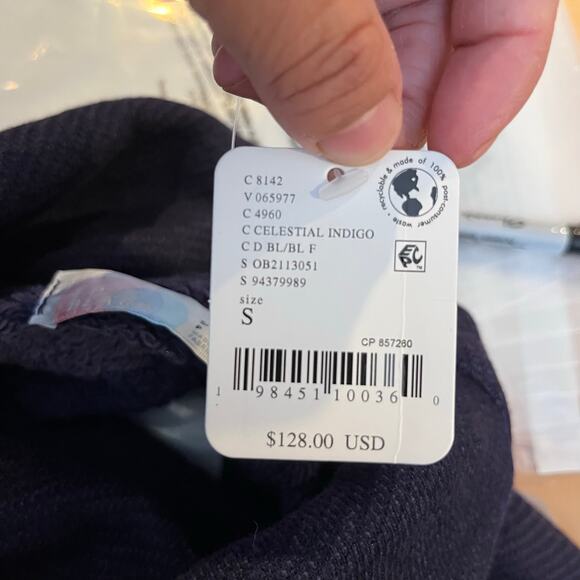 C 8142
V 065977
C 4960
C CELESTIAL INDIGO
C D BL/BL F
S OB2113051
S 94379989
size
S
recyclable & made of 100% post-consumer waste
CP 857260
1 98451 10036 0
$128.00 USD